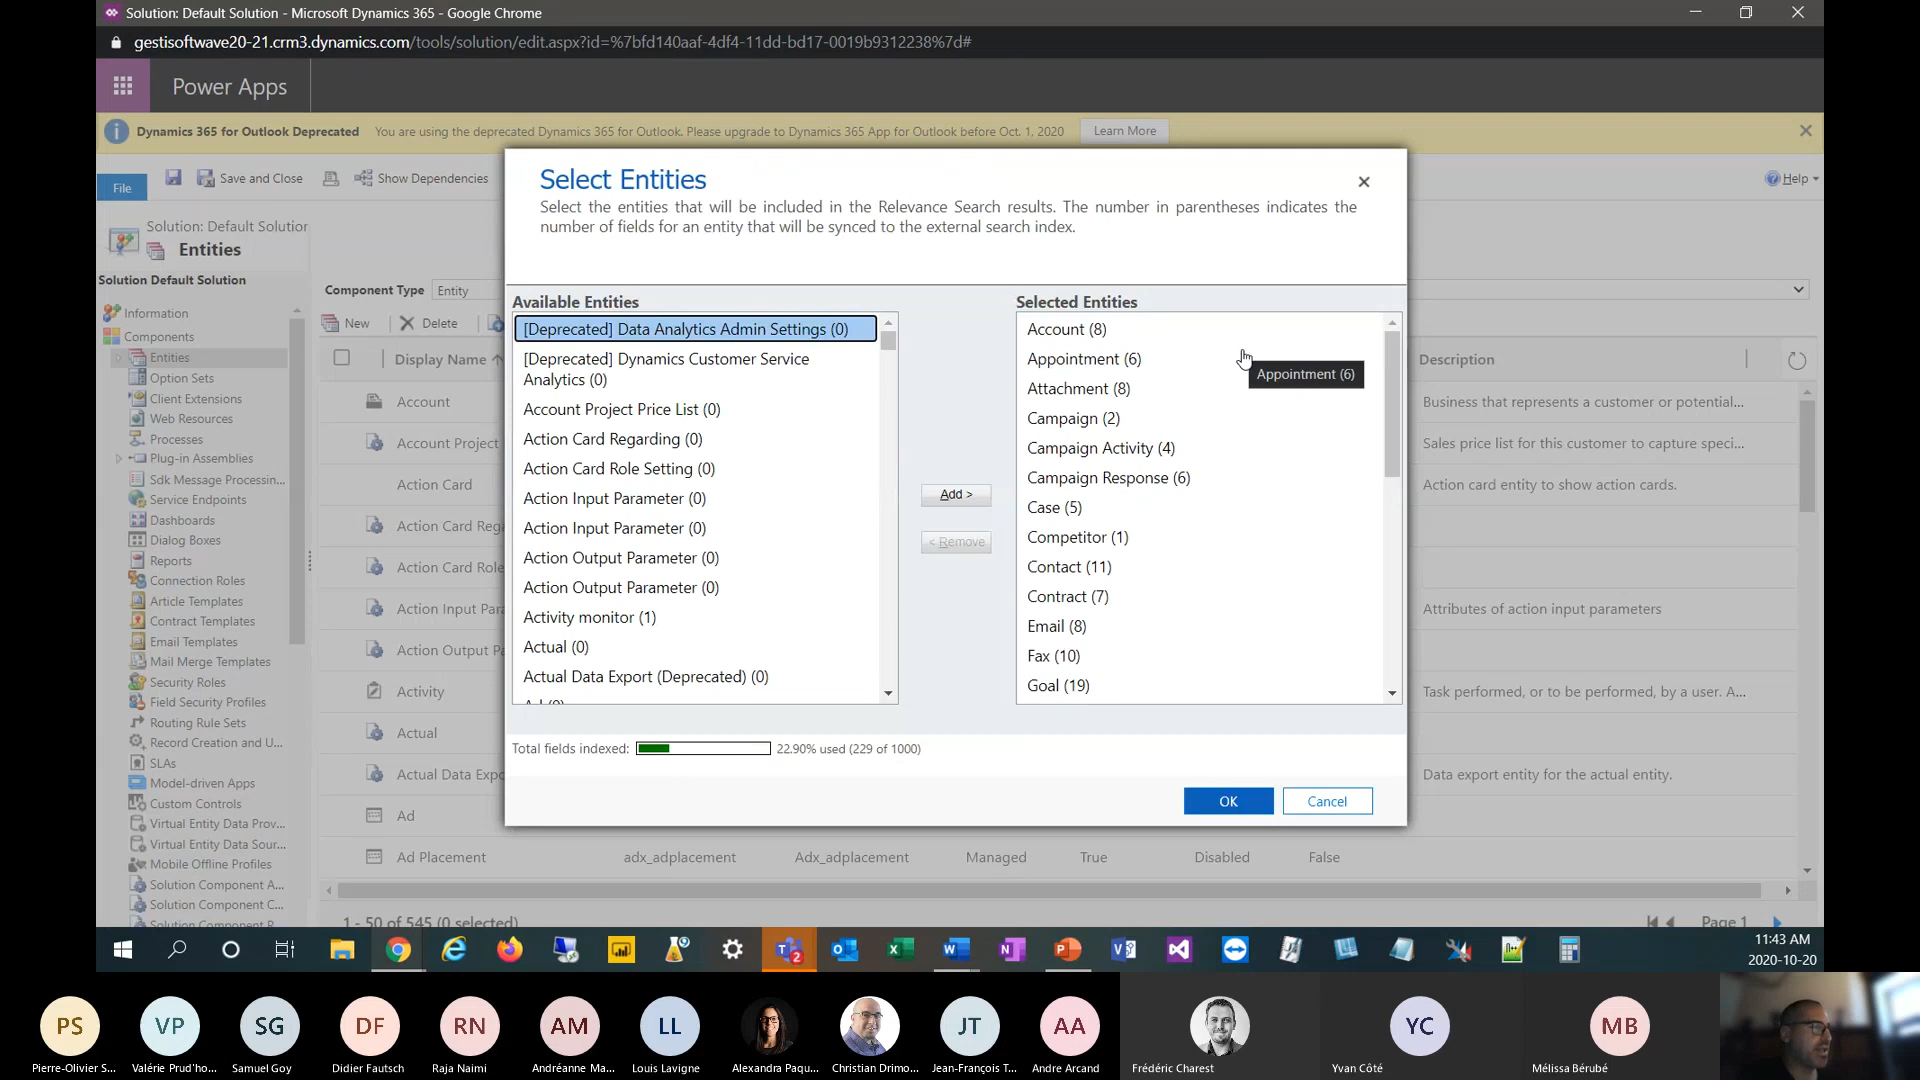 Solution: Default Solution - Microsoft Dynamics 365 - Google Chrome
gestisoftwave20-21.crm3.dynamics.com/tools/solution/edit.aspx?id=%7bfd140aaf-4df4-11dd-bd17-0019b9312238%7d#
Power Apps
Dynamics 365 for Outlook Deprecated You are using the deprecated Dynamics 365 for Outlook. Please upgrade to Dynamics 365 App for Outlook before Oct. 1, 2020 Learn More
File Save and Close Show Dependencies Help
Solution: Default Solution
Entities
Solution Default Solution
Information
Components
Entities
Option Sets
Client Extensions
Web Resources
Processes
Plug-in Assemblies
Sdk Message Processin...
Service Endpoints
Dashboards
Dialog Boxes
Reports
Connection Roles
Article Templates
Contract Templates
Email Templates
Mail Merge Templates
Security Roles
Field Security Profiles
Routing Rule Sets
Record Creation and U...
SLAs
Model-driven Apps
Custom Controls
Virtual Entity Data Prov...
Virtual Entity Data Sour...
Mobile Offline Profiles
Solution Component A...
Solution Component C...
Component Type Entity
New Delete
Display Name
Account
Account Project
Action Card
Action Card Reg
Action Card Role
Action Input Para
Action Output P
Activity
Actual
Actual Data Expo
Ad
Ad Placement adx_adplacement Adx_adplacement Managed True Disabled False
Description
Business that represents a customer or potential...
Sales price list for this customer to capture speci...
Action card entity to show action cards.
Attributes of action input parameters
Task performed, or to be performed, by a user. A...
Data export entity for the actual entity.
1 - 50 of 545 (0 selected)
Page 1
Select Entities
Select the entities that will be included in the Relevance Search results. The number in parentheses indicates the
number of fields for an entity that will be synced to the external search index.
Available Entities
[Deprecated] Data Analytics Admin Settings (0)
[Deprecated] Dynamics Customer Service
Analytics (0)
Account Project Price List (0)
Action Card Regarding (0)
Action Card Role Setting (0)
Action Input Parameter (0)
Action Input Parameter (0)
Action Output Parameter (0)
Action Output Parameter (0)
Activity monitor (1)
Actual (0)
Actual Data Export (Deprecated) (0)
Ad (0)
Add >
< Remove
Selected Entities
Account (8)
Appointment (6)
Appointment (6)
Attachment (8)
Campaign (2)
Campaign Activity (4)
Campaign Response (6)
Case (5)
Competitor (1)
Contact (11)
Contract (7)
Email (8)
Fax (10)
Goal (19)
Total fields indexed: 22.90% used (229 of 1000)
OK Cancel
2
11:43 AM
2020-10-20
PS VP SG DF RN AM LL JT AA YC MB
Pierre-Olivier S... Valérie Prud'ho... Samuel Goy Didier Fautsch Raja Naimi Andréanne Ma... Louis Lavigne Alexandra Paqu... Christian Drimo... Jean-François T... Andre Arcand Frédéric Charest Yvan Côté Mélissa Bérubé